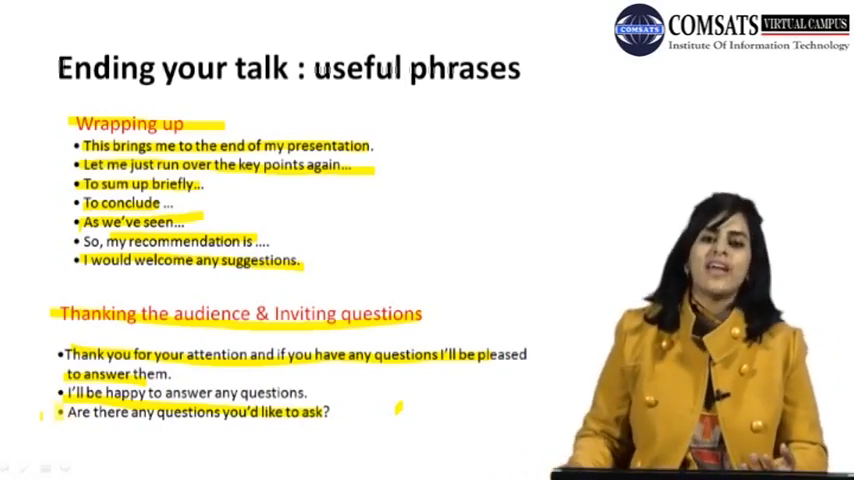 COMSATS VIRTUAL CAMPUS
COMSATS
Institute Of Information Technology
Ending your talk : useful phrases
Wrapping up
• This brings me to the end of my presentation.
• Let me just run over the key points again...
• To sum up briefly...
• To conclude ...
• As we've seen...
• So, my recommendation is ....
• I would welcome any suggestions.
Thanking the audience & Inviting questions
•Thank you for your attention and if you have any questions I'll be pleased
to answer them.
• I'll be happy to answer any questions.
• Are there any questions you'd like to ask?